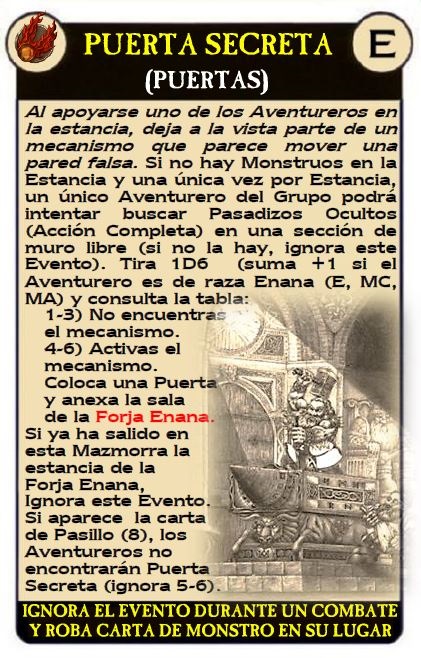 PUERTA SECRETA
E
(PUERTAS)
Al apoyarse uno de los Aventureros en
la estancia, deja a la vista parte de un
mecanismo que parece mover una
pared falsa. Si no hay Monstruos en la
Estancia y una única vez por Estancia,
un único Aventurero del Grupo podrá
intentar buscar Pasadizos Ocultos
(Acción Completa) en una sección de
muro libre (si no la hay, ignora este
Evento). Tira 1D6 (suma +1 si el
Aventurero es de raza Enana (E, MC,
MA) y consulta la tabla:
1-3) No encuentras
el mecanismo.
4-6) Activas el
mecanismo.
Coloca una Puerta
y anexa la sala
de la Forja Enana.
Si ya ha salido en
esta Mazmorra la
estancia de la
Forja Enana,
Ignora este Evento.
Si aparece la carta
de Pasillo (8), los
Aventureros no
encontrarán Puerta
Secreta (ignora 5-6).
IGNORA EL EVENTO DURANTE UN COMBATE
Y ROBA CARTA DE MONSTRO EN SU LUGAR